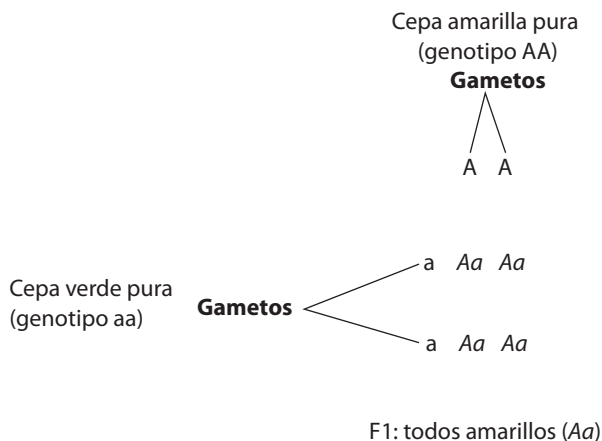 Cepa amarilla pura
(genotipo AA)
Gametos
A A
a Aa Aa
Cepa verde pura
(genotipo aa)
Gametos
a Aa Aa
F1: todos amarillos (Aa)